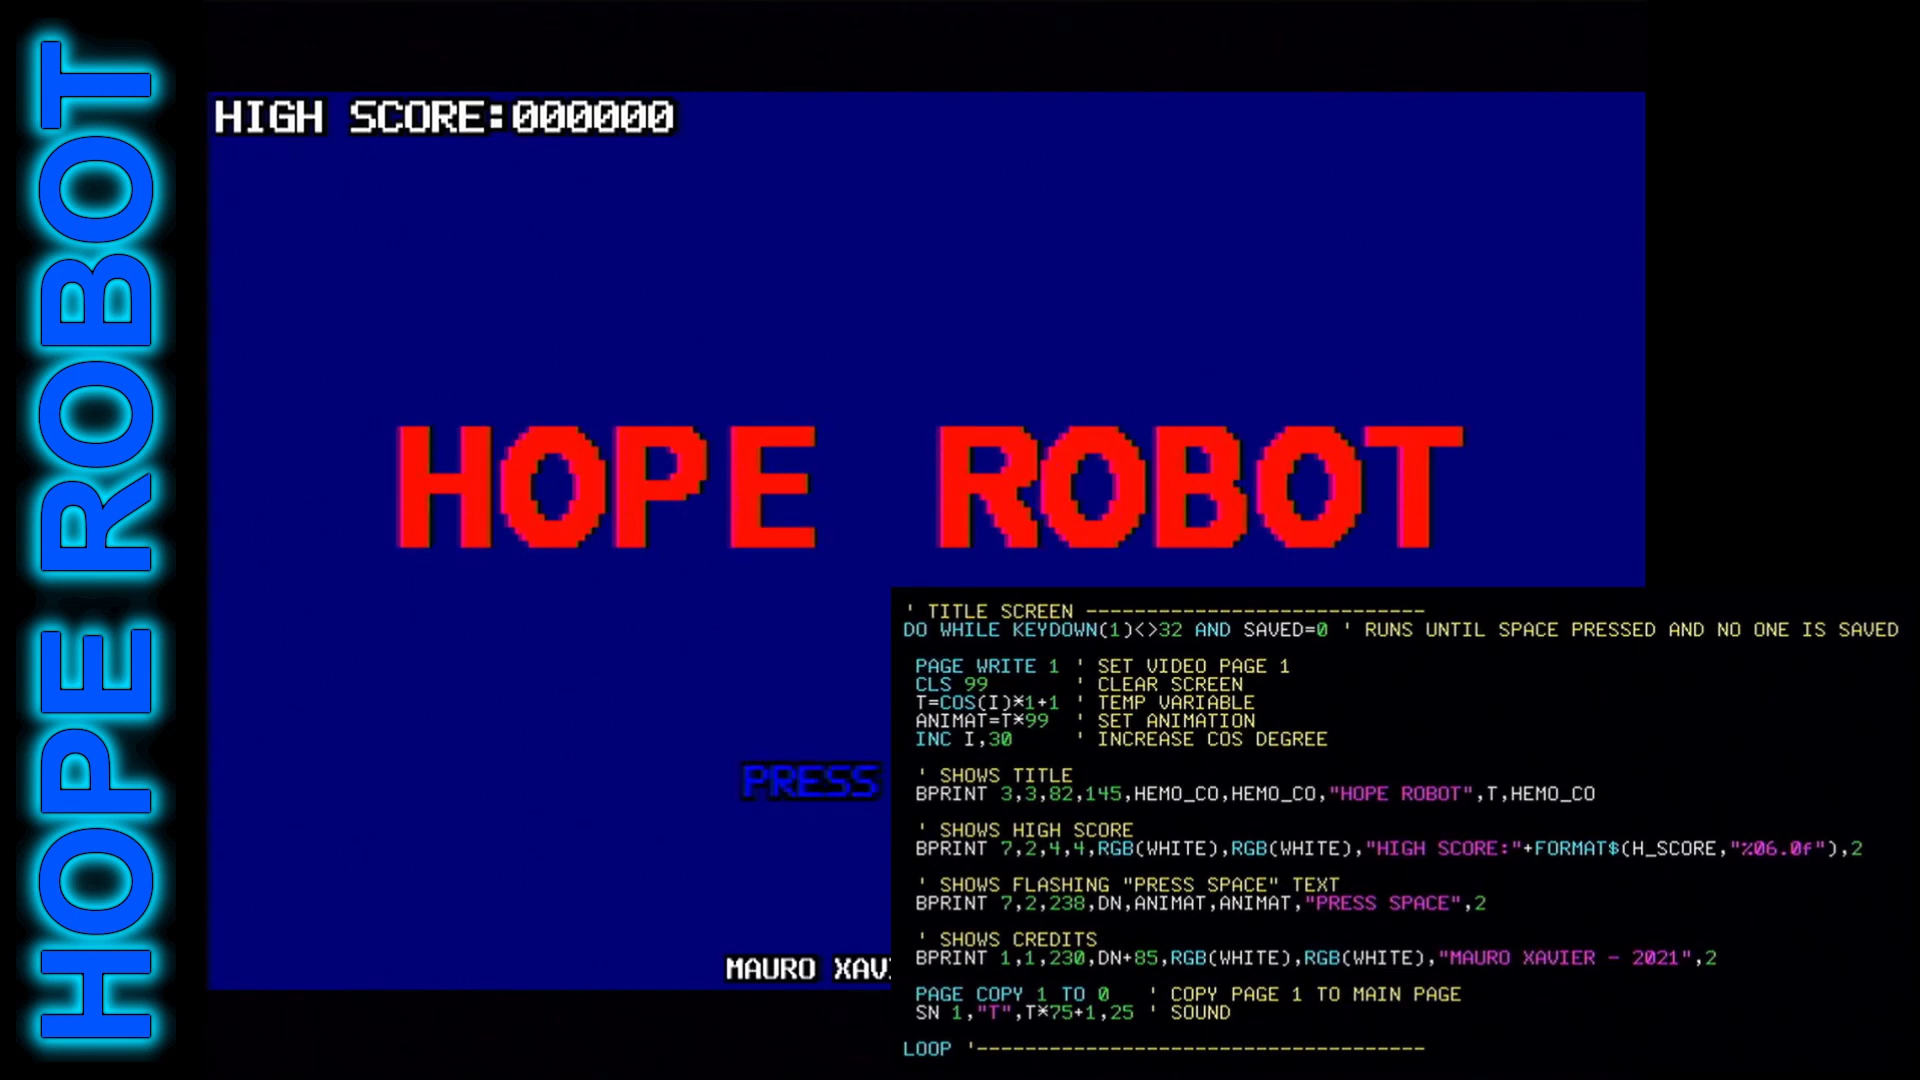 HOPE ROBOT
HIGH SCORE:000000
HOPE ROBOT
PRESS
MAURO XAVI
' TITLE SCREEN ----------------------------
DO WHILE KEYDOWN(1)<>32 AND SAVED=0 ' RUNS UNTIL SPACE PRESSED AND NO ONE IS SAVED
PAGE WRITE 1 ' SET VIDEO PAGE 1
CLS 99 ' CLEAR SCREEN
T=COS(I)*1+1 ' TEMP VARIABLE
ANIMAT=T*99 ' SET ANIMATION
INC I,30 ' INCREASE COS DEGREE
' SHOWS TITLE
BPRINT 3,3,82,145,HEMO_CO,HEMO_CO,"HOPE ROBOT",T,HEMO_CO
' SHOWS HIGH SCORE
BPRINT 7,2,4,4,RGB(WHITE),RGB(WHITE),"HIGH SCORE:"+FORMAT$(H_SCORE,"%06.0f"),2
' SHOWS FLASHING "PRESS SPACE" TEXT
BPRINT 7,2,238,DN,ANIMAT,ANIMAT,"PRESS SPACE",2
' SHOWS CREDITS
BPRINT 1,1,230,DN+85,RGB(WHITE),RGB(WHITE),"MAURO XAVIER - 2021",2
PAGE COPY 1 TO 0 ' COPY PAGE 1 TO MAIN PAGE
SN 1,"T",T*75+1,25 ' SOUND
LOOP '-------------------------------------